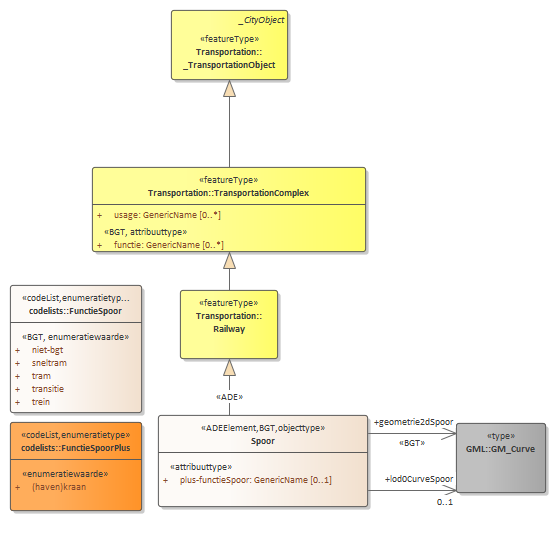 _CityObject
«featureType»
Transportation::
_TransportationObject
«featureType»
Transportation::TransportationComplex
+ usage: GenericName [0..*]
«BGT, attribuuttype»
+ functie: GenericName [0..*]
«featureType»
Transportation::
Railway
«codeList,enumeratietyp...
codelists::FunctieSpoor
«BGT, enumeratiewaarde»
+ niet-bgt
+ sneltram
+ tram
+ transitie
+ trein
«ADE»
«codeList,enumeratietype»
codelists::FunctieSpoorPlus
«enumeratiewaarde»
+ (haven)kraan
«ADEElement,BGT,objecttype»
Spoor
«attribuuttype»
+ plus-functieSpoor: GenericName [0..1]
+geometrie2dSpoor
«BGT»
+lod0CurveSpoor
0..1
«type»
GML::GM_Curve